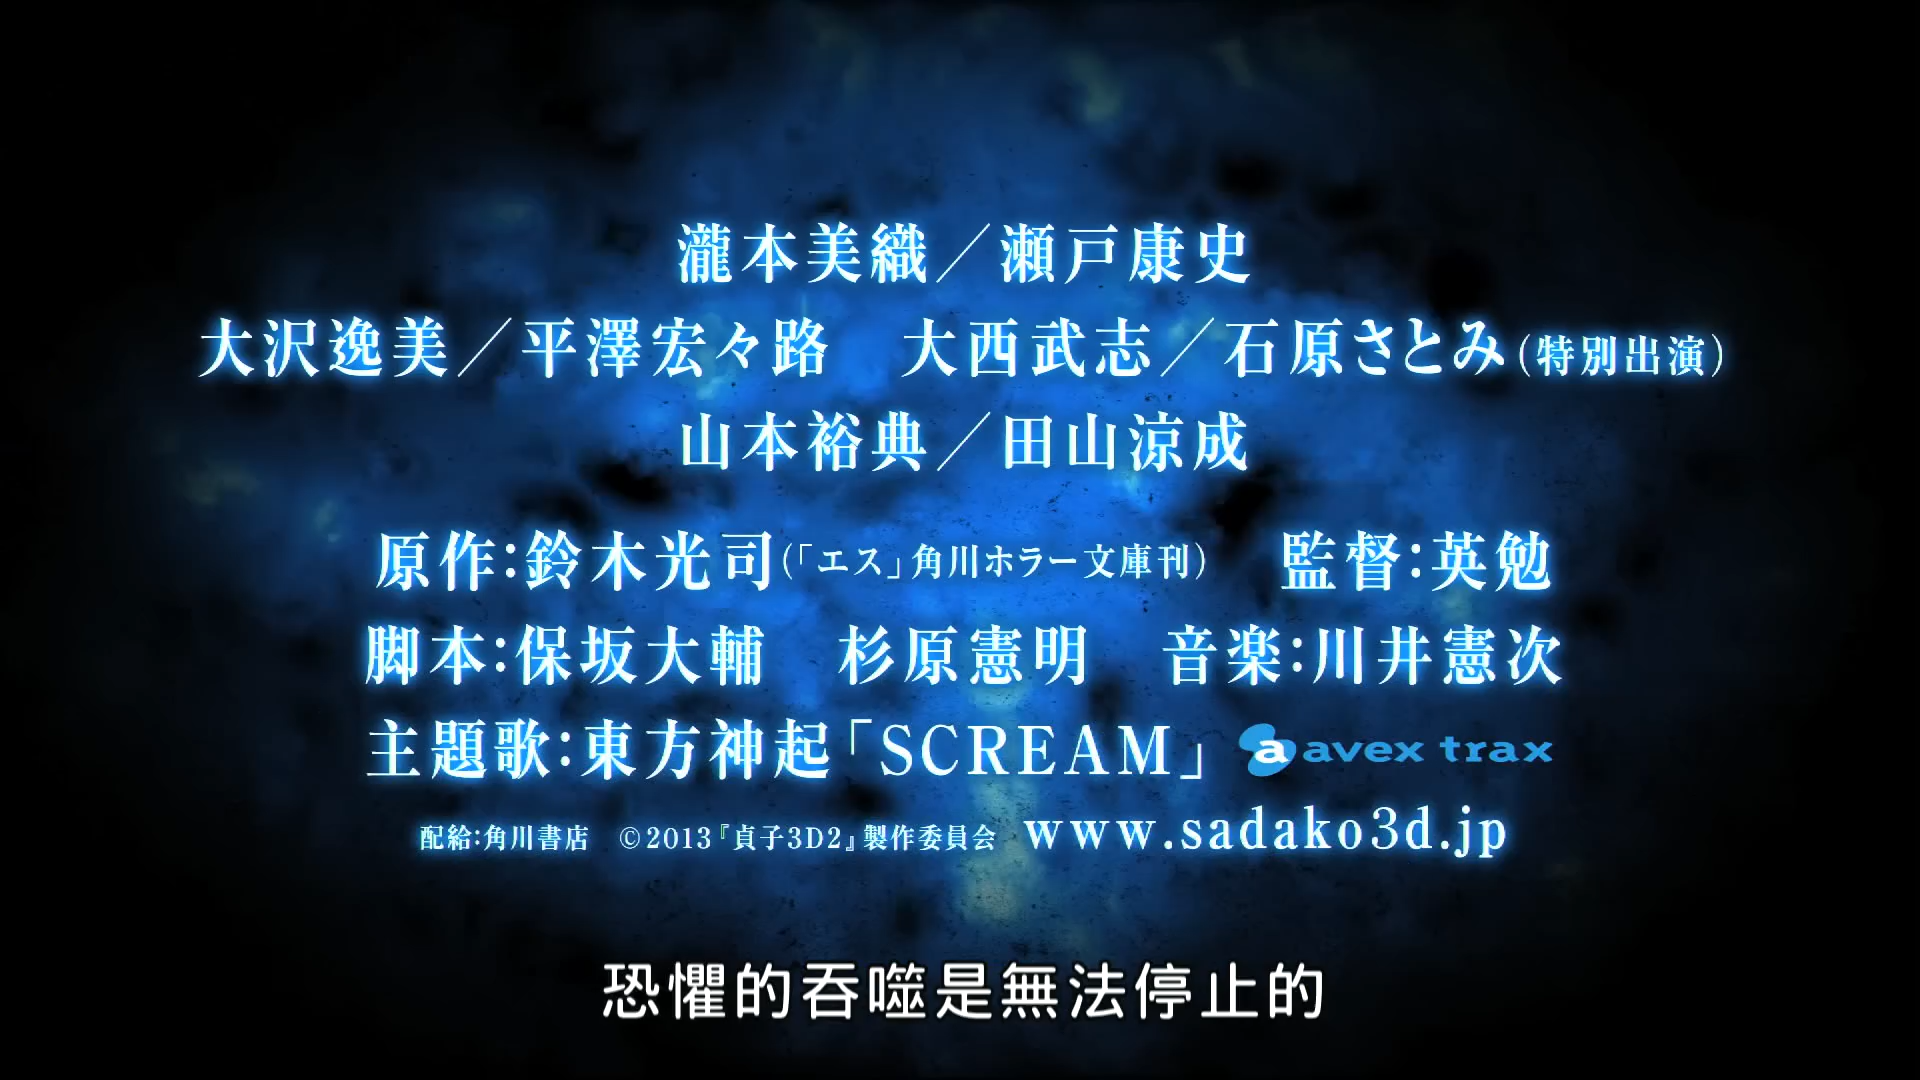 瀧本美織／瀬戸康史
大沢逸美／平澤宏々路　大西武志／石原さとみ（特別出演）
山本裕典／田山涼成
原作：鈴木光司（「エス」角川ホラー文庫刊）　監督：英勉
脚本：保坂大輔　杉原憲明　音楽：川井憲次
主題歌：東方神起「SCREAM」 a avex trax
配給：角川書店　©2013『貞子3D2』製作委員会　www.sadako3d.jp
恐懼的吞噬是無法停止的